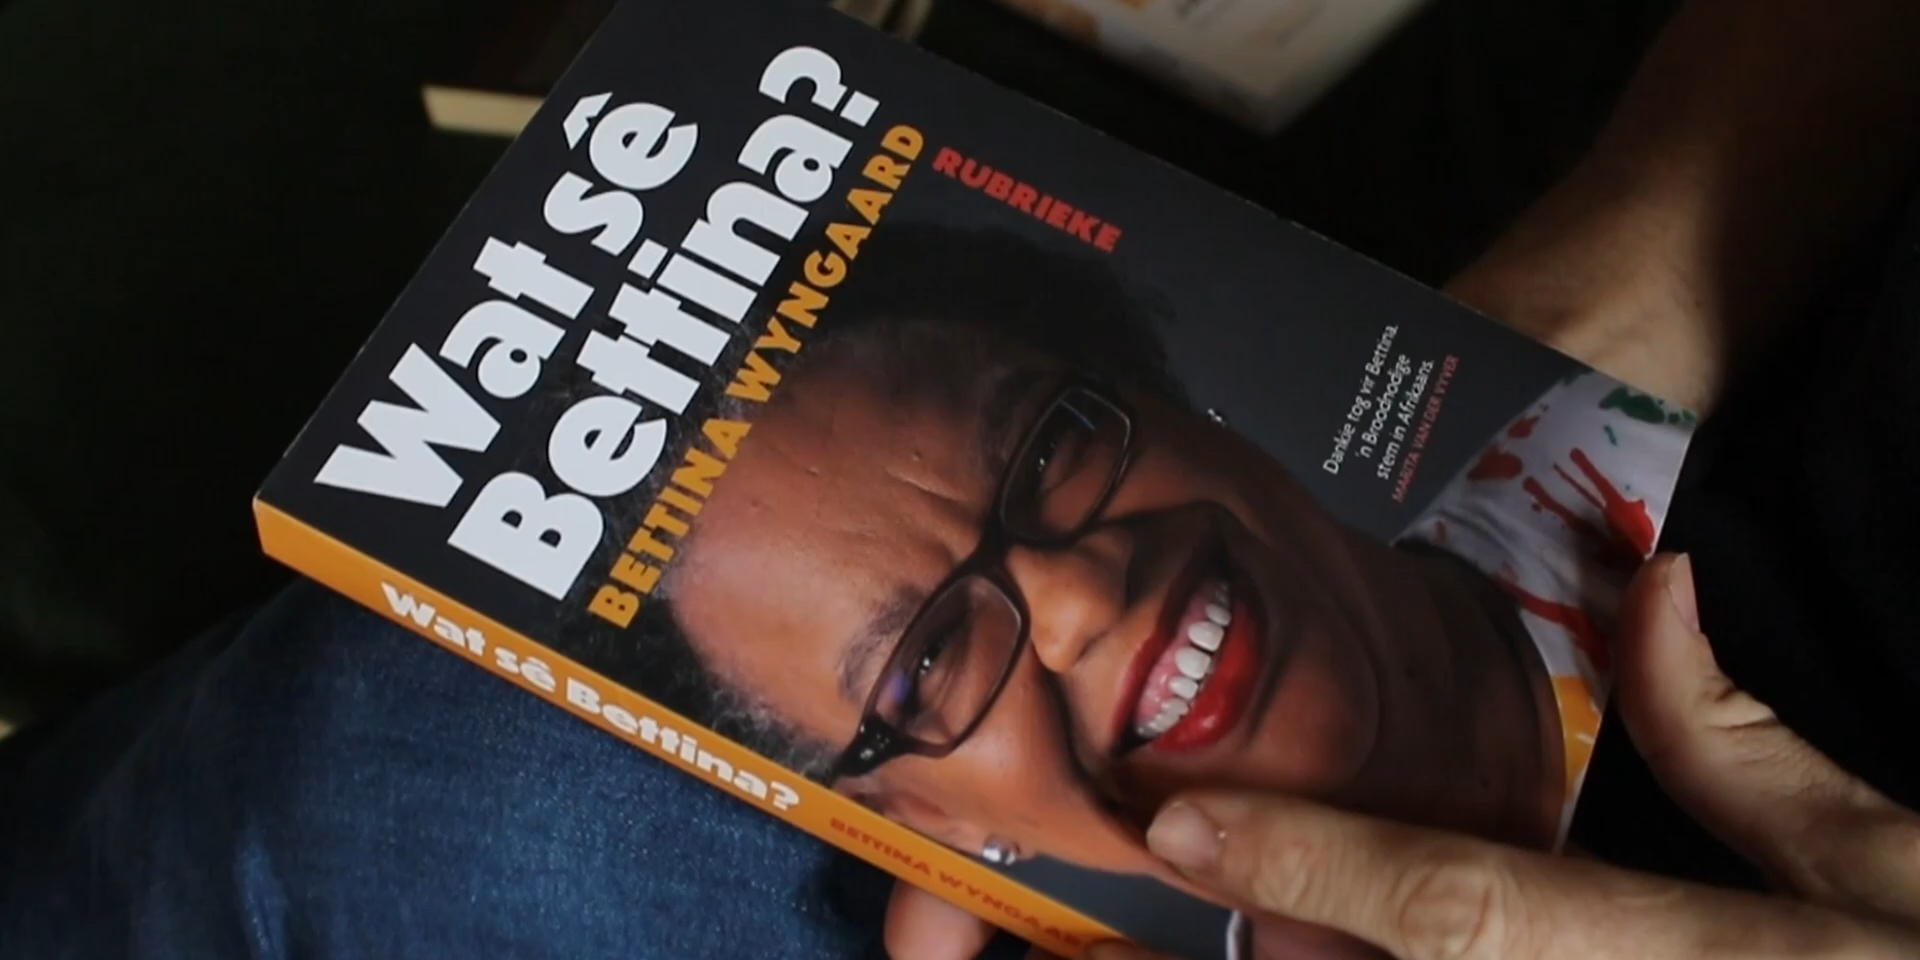 Wat sê
Bettina?
BETTINA WYNGAARD
RUBRIEKE
Dankie tog vir Bettina.
'n Broodnodige
stem in Afrikaans.
MARITA VAN DER VYVER
Wat sê Bettina?
BETTINA WYNGAARD